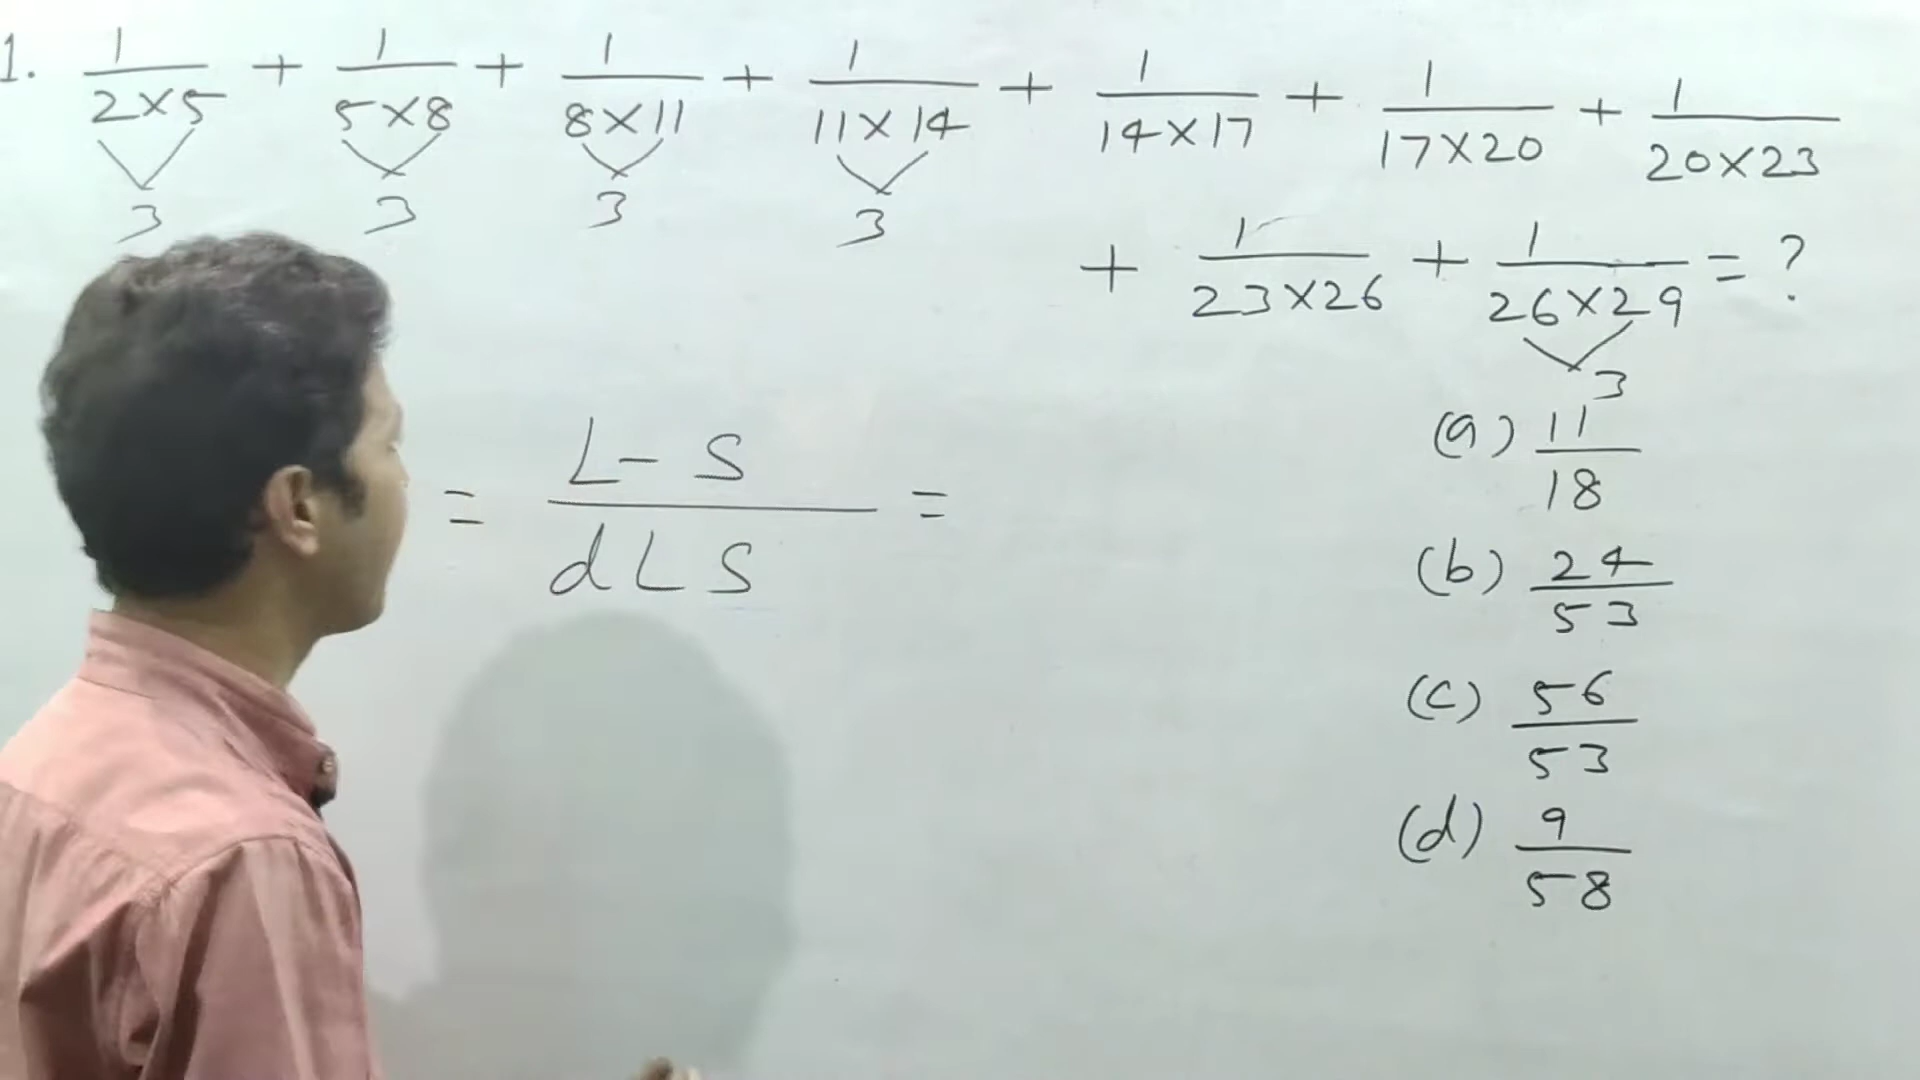 1. 1/2×5 + 1/5×8 + 1/8×11 + 1/11×14 + 1/14×17 + 1/17×20 + 1/20×23
3 3 3 3
+ 1/23×26 + 1/26×29 = ?
3
= L-S/dLS =
(a) 11/18
(b) 24/53
(c) 56/53
(d) 9/58